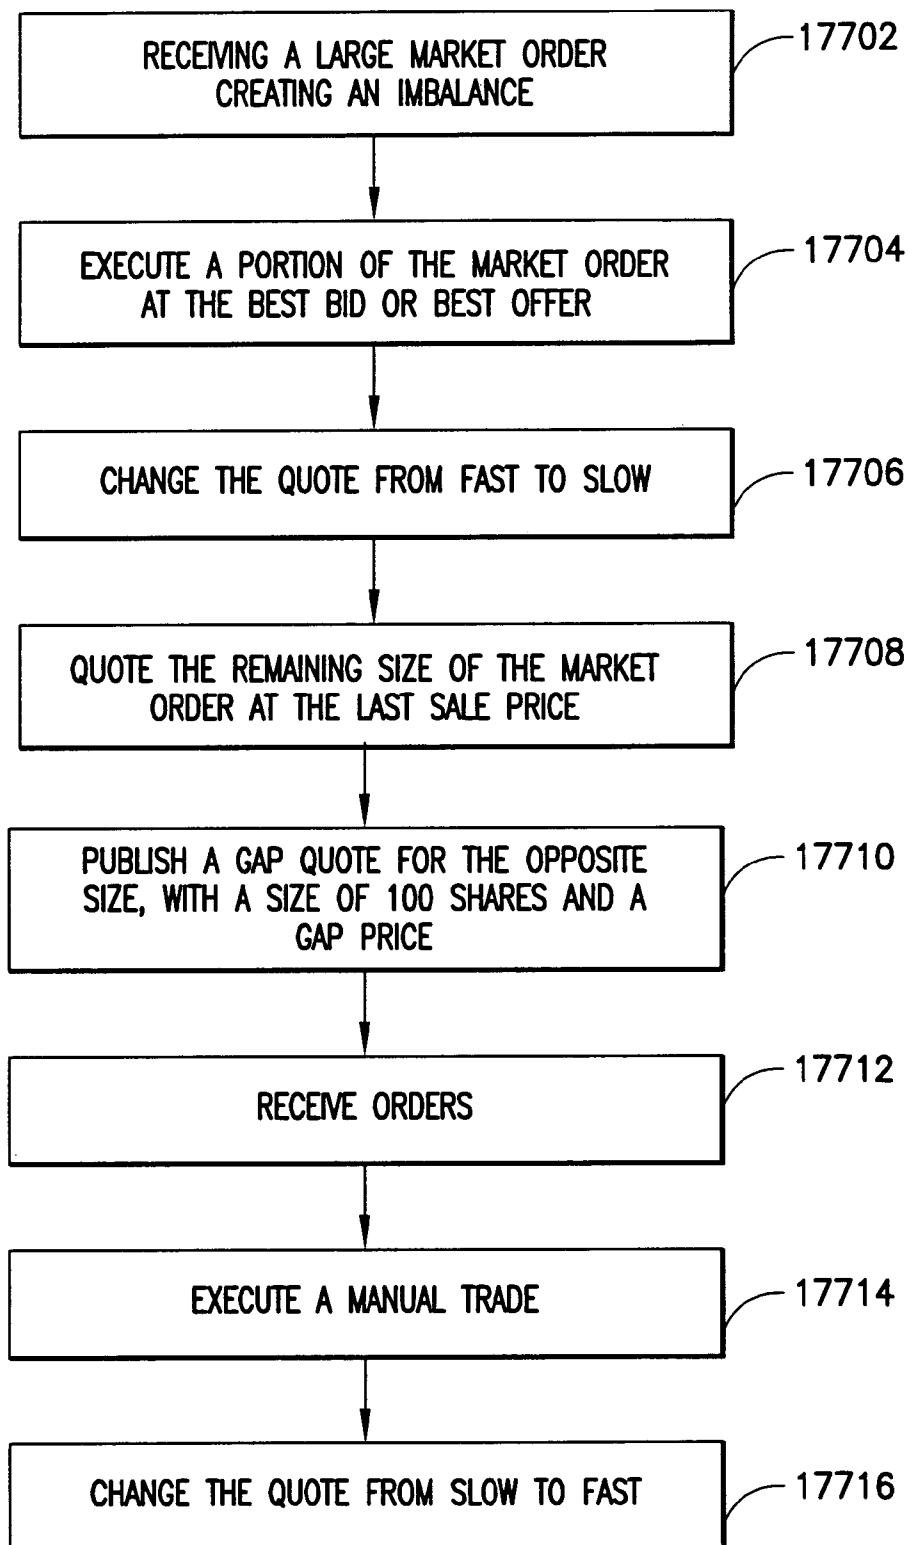 RECEIVING A LARGE MARKET ORDER
CREATING AN IMBALANCE
17702
EXECUTE A PORTION OF THE MARKET ORDER
AT THE BEST BID OR BEST OFFER
17704
CHANGE THE QUOTE FROM FAST TO SLOW
17706
QUOTE THE REMAINING SIZE OF THE MARKET
ORDER AT THE LAST SALE PRICE
17708
PUBLISH A GAP QUOTE FOR THE OPPOSITE
SIZE, WITH A SIZE OF 100 SHARES AND A
GAP PRICE
17710
RECEIVE ORDERS
17712
EXECUTE A MANUAL TRADE
17714
CHANGE THE QUOTE FROM SLOW TO FAST
17716